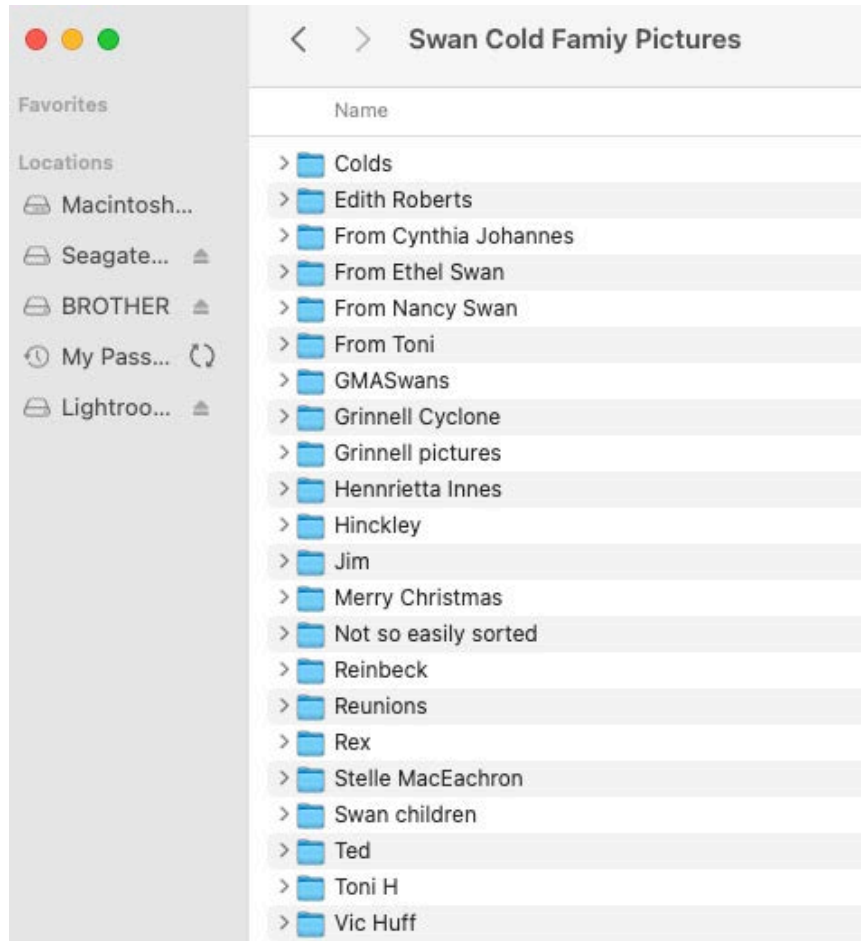 Swan Cold Famiy Pictures
Favorites
Locations
Macintosh...
Seagate...
BROTHER
My Pass...
Lightroo...
Name
Colds
Edith Roberts
From Cynthia Johannes
From Ethel Swan
From Nancy Swan
From Toni
GMASwans
Grinnell Cyclone
Grinnell pictures
Hennrietta Innes
Hinckley
Jim
Merry Christmas
Not so easily sorted
Reinbeck
Reunions
Rex
Stelle MacEachron
Swan children
Ted
Toni H
Vic Huff